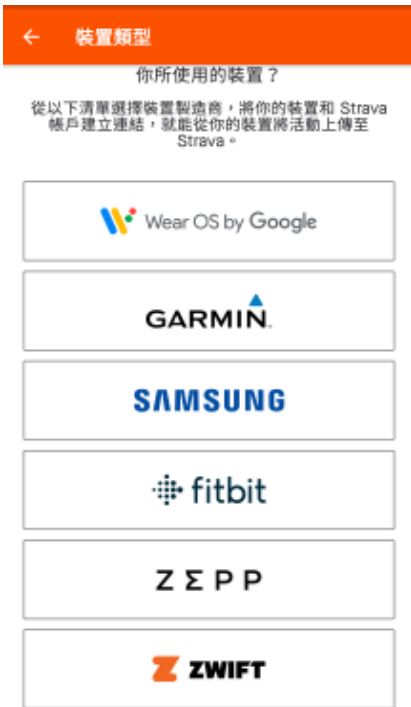 裝置類型
你所使用的裝置？
從以下清單選擇裝置製造商，將你的裝置和 Strava
帳戶建立連結，就能從你的裝置將活動上傳至
Strava。
Wear OS by Google
GARMIN.
SAMSUNG
fitbit
ZΣPP
ZWIFT